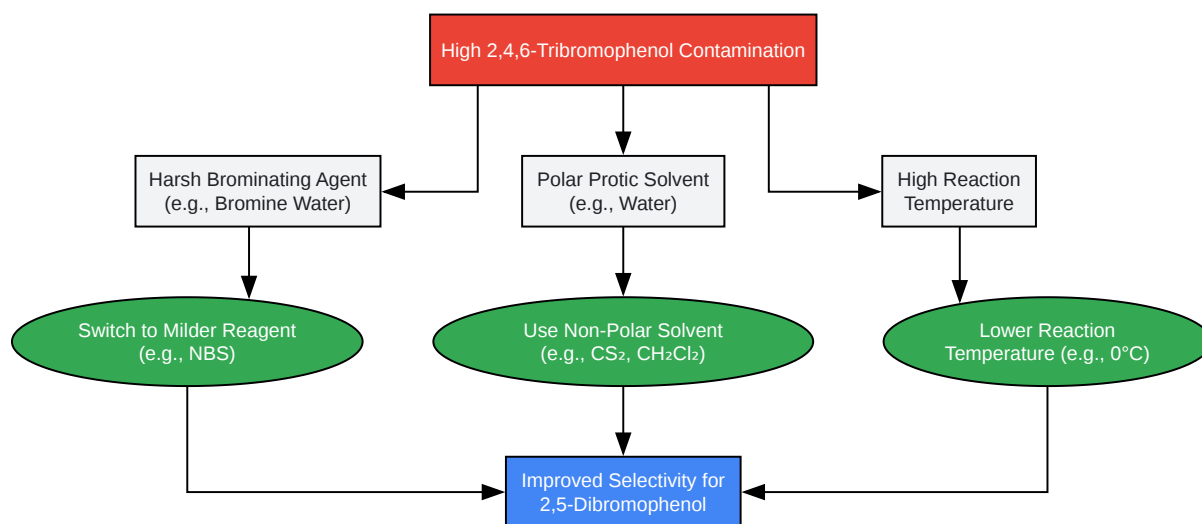 High 2,4,6-Tribromophenol Contamination
Harsh Brominating Agent
(e.g., Bromine Water)
Polar Protic Solvent
(e.g., Water)
High Reaction
Temperature
Switch to Milder Reagent
(e.g., NBS)
Use Non-Polar Solvent
(e.g., CS₂, CH₂Cl₂)
Lower Reaction
Temperature (e.g., 0°C)
Improved Selectivity for
2,5-Dibromophenol